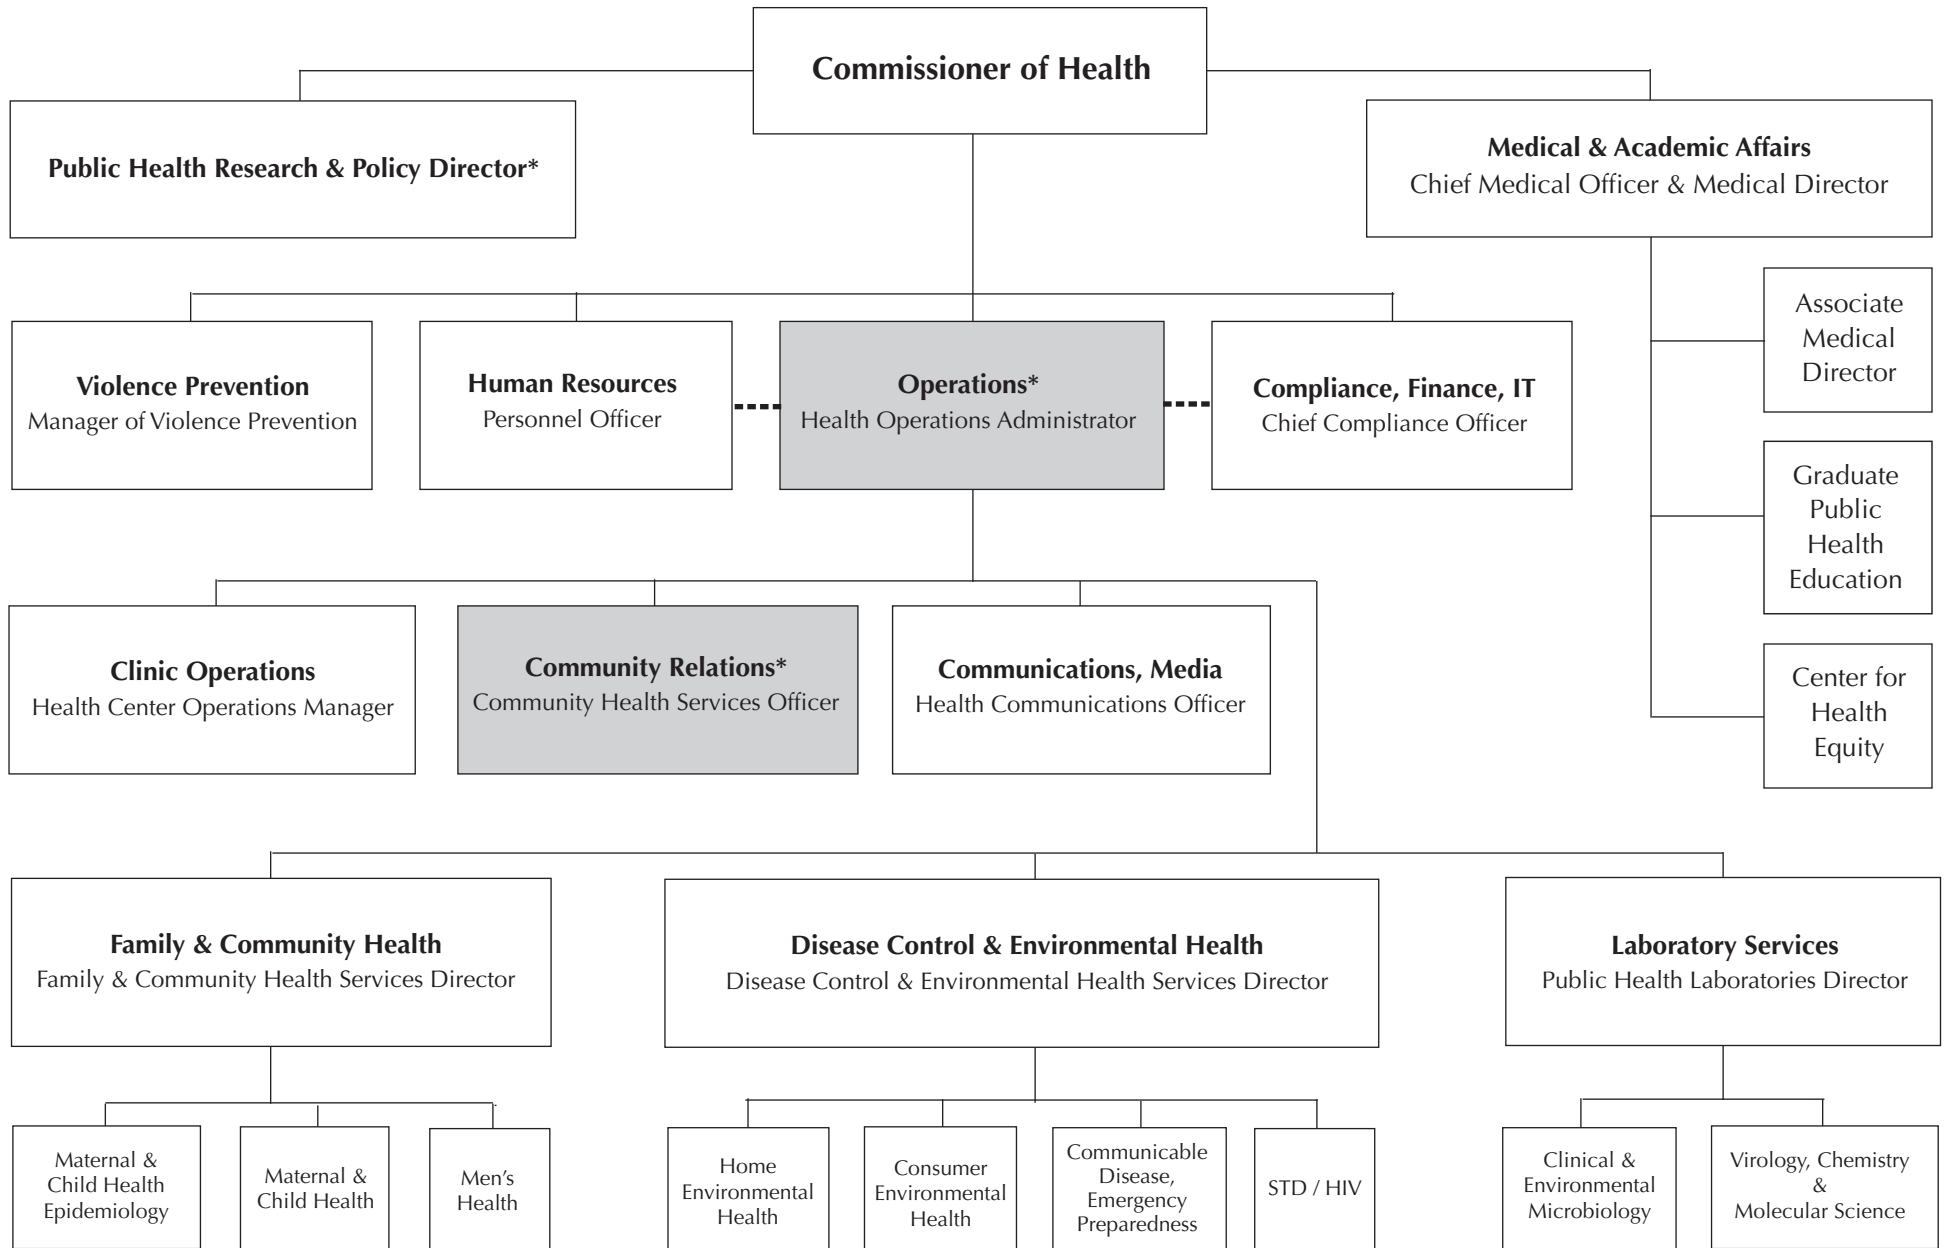 Commissioner of Health
Public Health Research & Policy Director*
Medical & Academic Affairs
Chief Medical Officer & Medical Director
Associate
Medical
Director
Graduate
Public
Health
Education
Center for
Health
Equity
Violence Prevention
Manager of Violence Prevention
Human Resources
Personnel Officer
Operations*
Health Operations Administrator
Compliance, Finance, IT
Chief Compliance Officer
Clinic Operations
Health Center Operations Manager
Community Relations*
Community Health Services Officer
Communications, Media
Health Communications Officer
Family & Community Health
Family & Community Health Services Director
Disease Control & Environmental Health
Disease Control & Environmental Health Services Director
Laboratory Services
Public Health Laboratories Director
Maternal &
Child Health
Epidemiology
Maternal &
Child Health
Men’s
Health
Home
Environmental
Health
Consumer
Environmental
Health
Communicable
Disease,
Emergency
Preparedness
STD / HIV
Clinical &
Environmental
Microbiology
Virology, Chemistry
&
Molecular Science